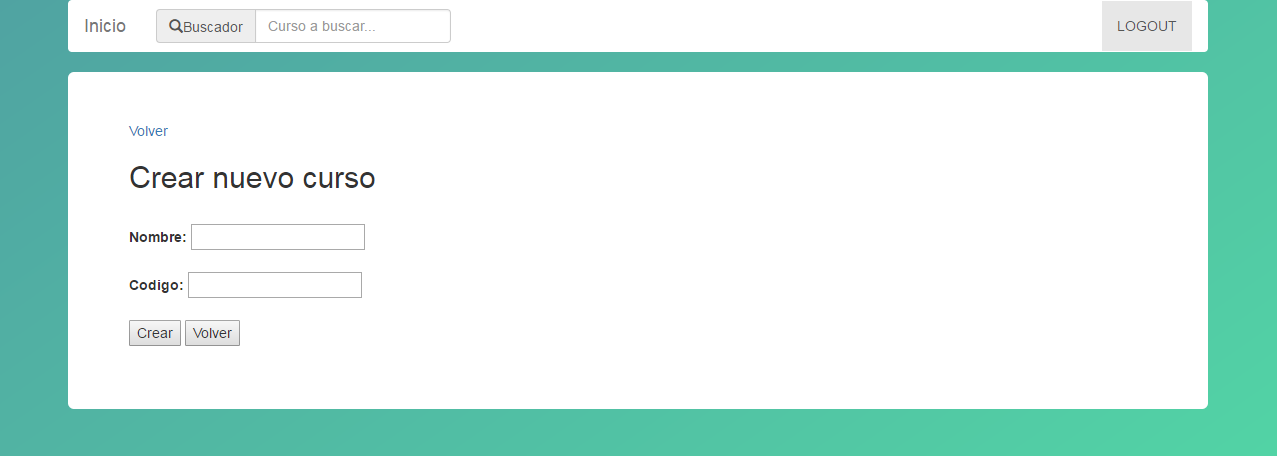 Inicio Buscador Curso a buscar... LOGOUT
Volver
Crear nuevo curso
Nombre:
Codigo:
Crear Volver